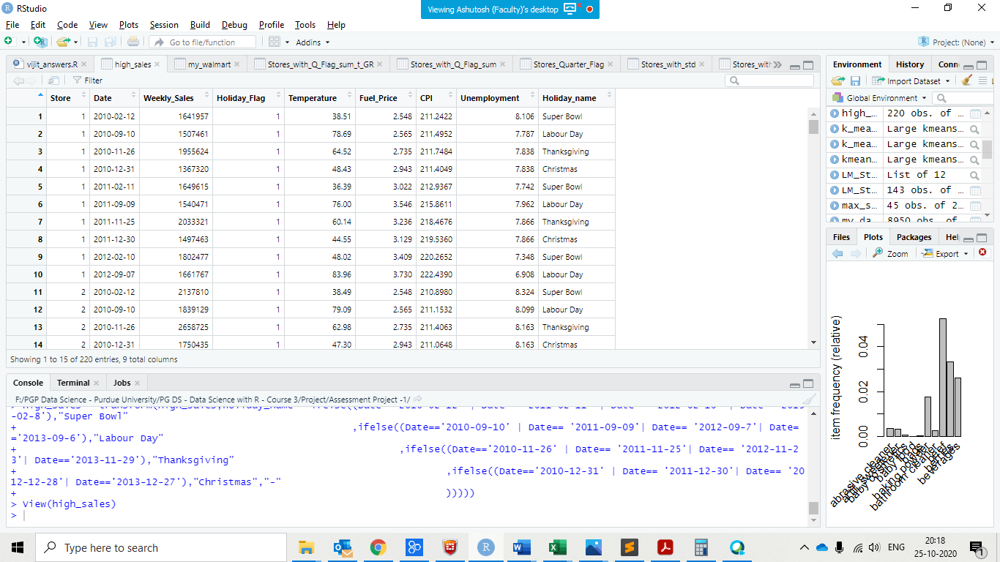 RStudio
Viewing Ashutosh (Faculty)'s desktop
File Edit Code View Plots Session Build Debug Profile Tools Help
Go to file/function Addins Project: (None)
vijit_answers.R high_sales my_walmart Stores_with_Q_Flag_sum_t_GR Stores_with_Q_Flag_sum Stores_Quarter_Flag Stores_with_std Stores_wit
Filter
Store Date Weekly_Sales Holiday_Flag Temperature Fuel_Price CPI Unemployment Holiday_name
1 1 2010-02-12 1641957 1 38.51 2.548 211.2422 8.106 Super Bowl
2 1 2010-09-10 1507461 1 78.69 2.565 211.4952 7.787 Labour Day
3 1 2010-11-26 1955624 1 64.52 2.735 211.7484 7.838 Thanksgiving
4 1 2010-12-31 1367320 1 48.43 2.943 211.4049 7.838 Christmas
5 1 2011-02-11 1649615 1 36.39 3.022 212.9367 7.742 Super Bowl
6 1 2011-09-09 1540471 1 76.00 3.546 215.8611 7.962 Labour Day
7 1 2011-11-25 2033321 1 60.14 3.236 218.4676 7.866 Thanksgiving
8 1 2011-12-30 1497463 1 44.55 3.129 219.5360 7.866 Christmas
9 1 2012-02-10 1802477 1 48.02 3.409 220.2652 7.348 Super Bowl
10 1 2012-09-07 1661767 1 83.96 3.730 222.4390 6.908 Labour Day
11 2 2010-02-12 2137810 1 38.49 2.548 210.8980 8.324 Super Bowl
12 2 2010-09-10 1839129 1 79.09 2.565 211.1532 8.099 Labour Day
13 2 2010-11-26 2658725 1 62.98 2.735 211.4063 8.163 Thanksgiving
14 2 2010-12-31 1750435 1 47.30 2.943 211.0648 8.163 Christmas
Showing 1 to 15 of 220 entries, 9 total columns
Console Terminal Jobs
F:/PGP Data Science - Purdue University/PG DS - Data Science with R - Course 3/Project/Assessment Project -1/
-02-8'),"Super Bowl"
+ ,ifelse((Date=='2010-09-10' | Date== '2011-09-09'| Date== '2012-09-7'| Date=
='2013-09-6'),"Labour Day"
+ ,ifelse((Date=='2010-11-26' | Date== '2011-11-25'| Date== '2012-11-2
3'| Date=='2013-11-29'),"Thanksgiving"
+ ,ifelse((Date=='2010-12-31' | Date== '2011-12-30'| Date== '20
12-12-28'| Date=='2013-12-27'),"Christmas","-"
+ )))))
> View(high_sales)
>
Environment History Conn
Import Dataset
Global Environment
high_… 220 obs. of …
k_mea… Large kmeans…
k_mea… Large kmeans…
kmean… Large kmeans…
LM_St… List of 12
LM_St… 143 obs. of …
max_s… 45 obs. of 2…
my_da… 8950 obs. of
Files Plots Packages Hel
Zoom Export
item frequency (relative)
0.04
0.02
0.00
abrasive cleaner
artif. sweetener
baby cosmetics
baby food
bags
baking powder
bathroom cleaner
beef
berries
beverages
Type here to search
ENG
20:18
25-10-2020
1